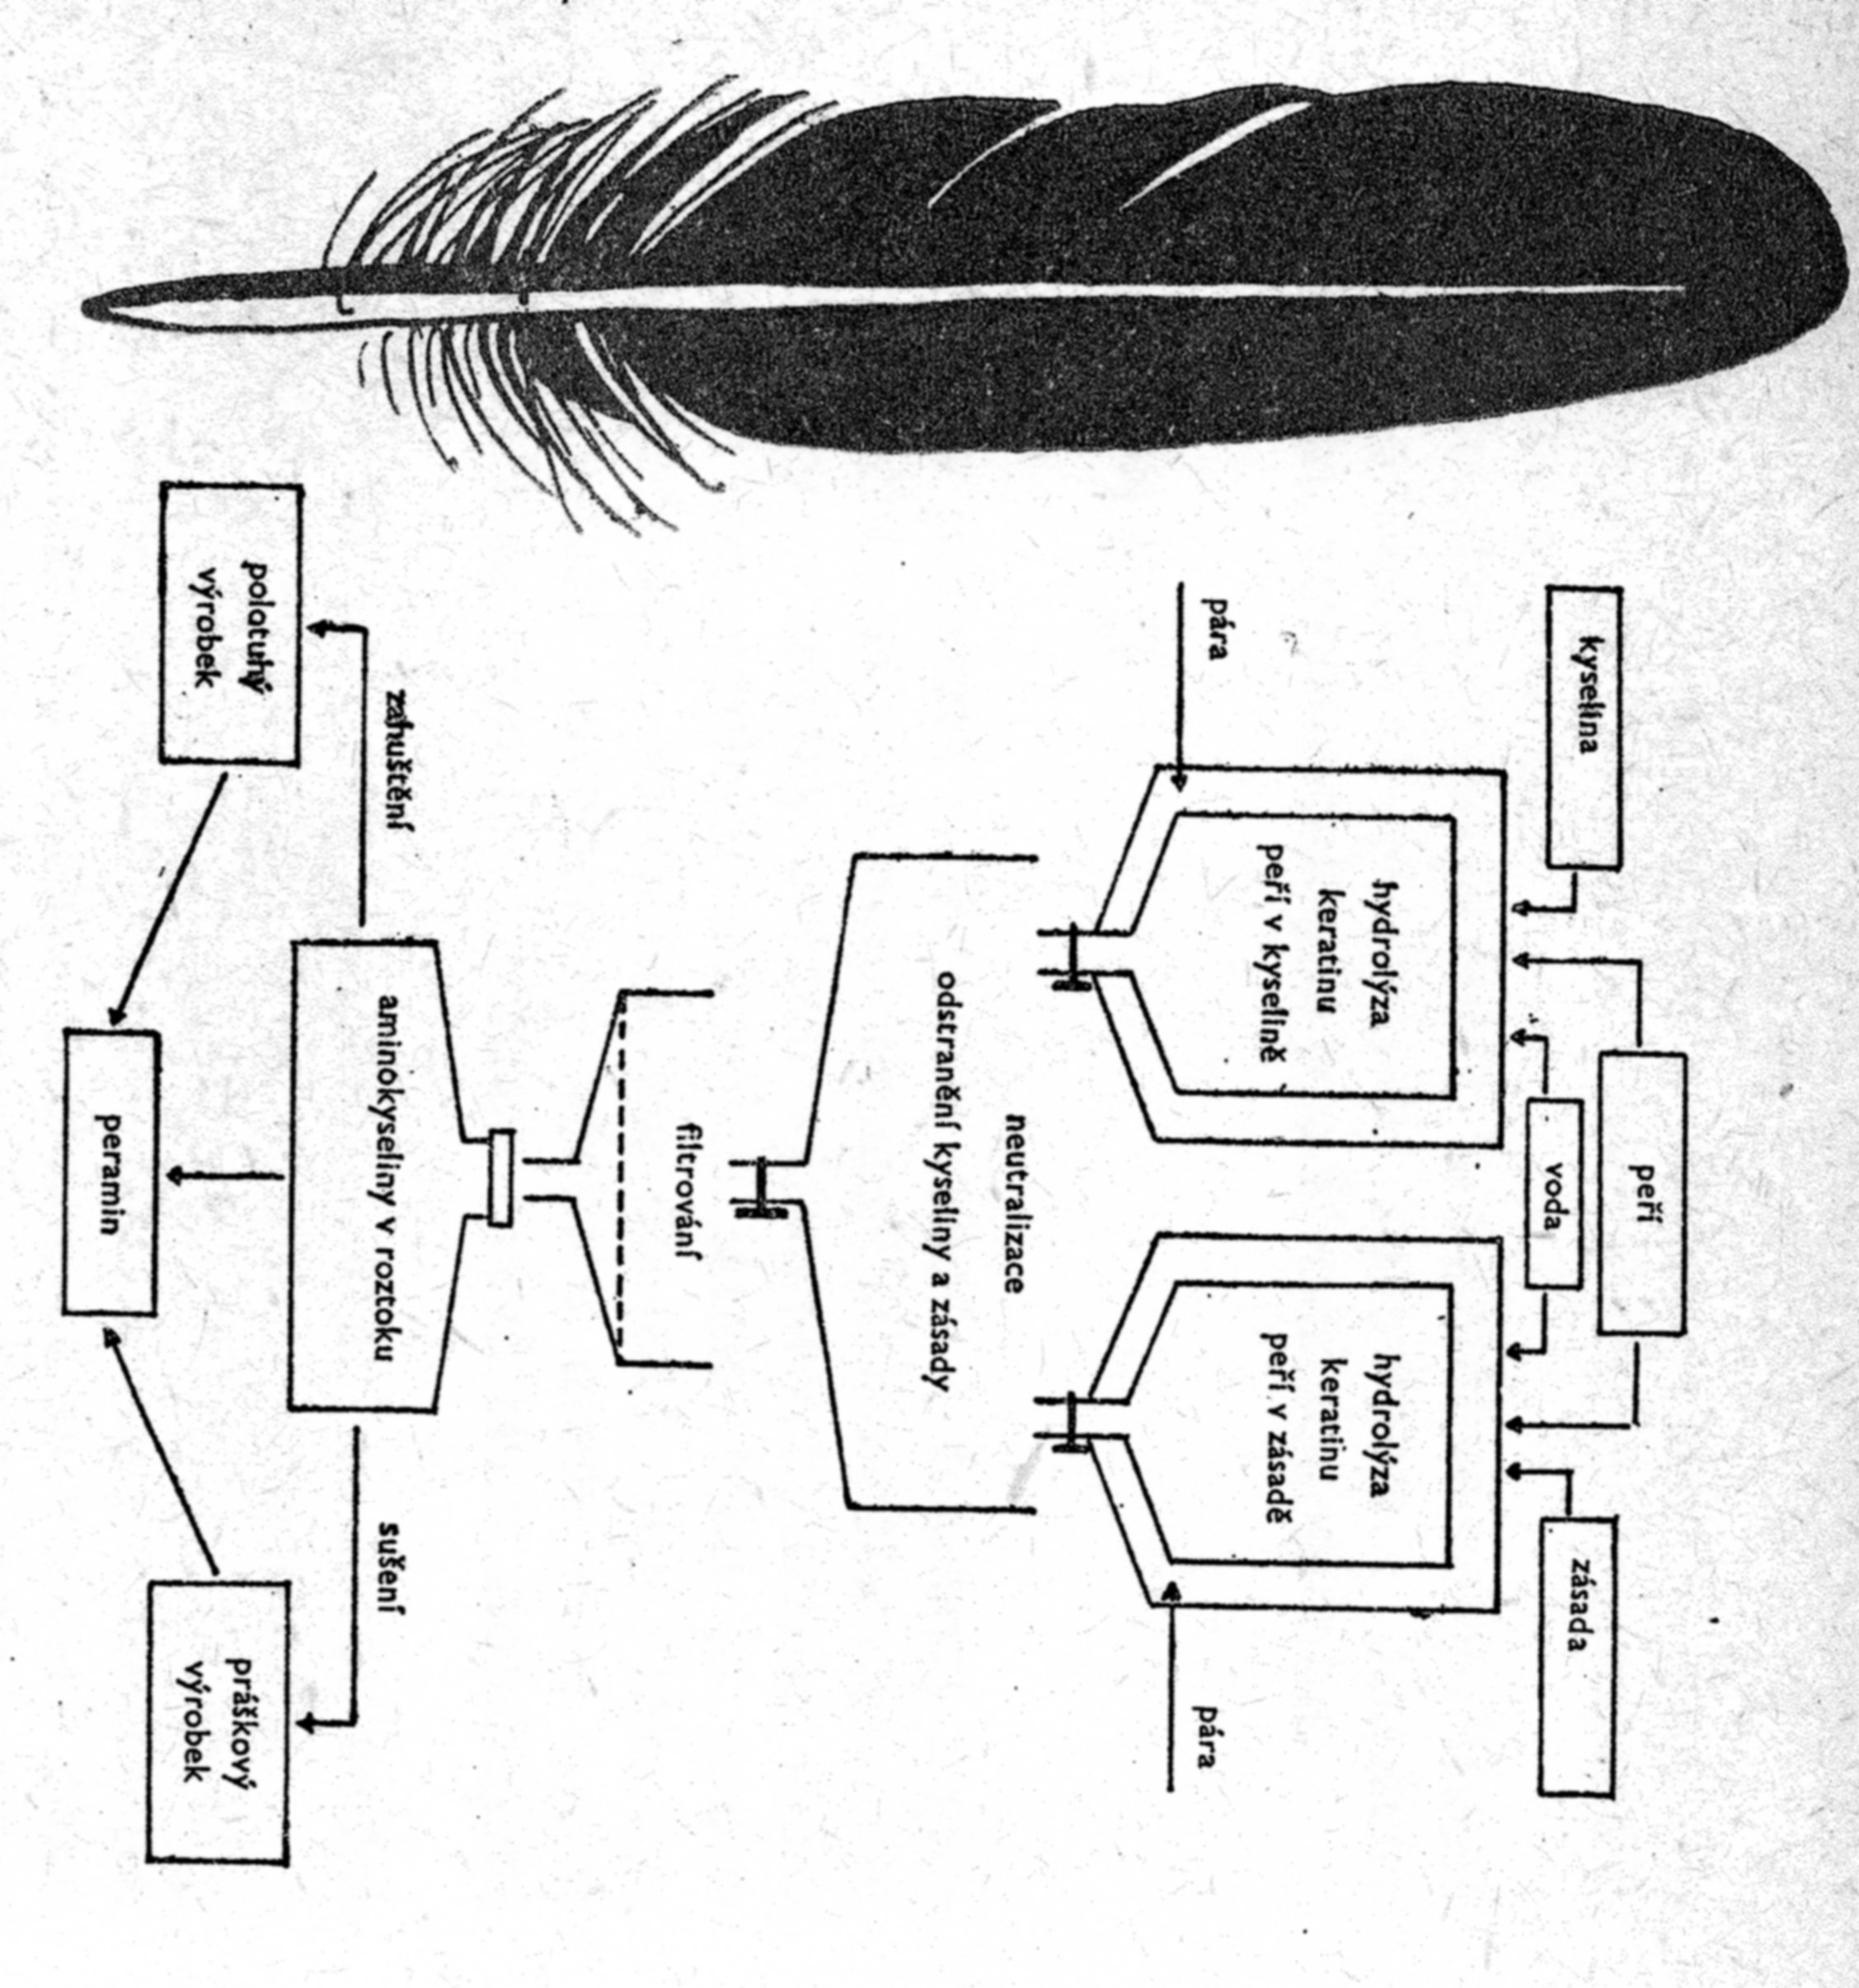 peří
kyselina
voda
zásada
hydrolýza
keratinu
peří v kyselině
hydrolýza
keratinu
peří v zásadě
pára
pára
neutralizace
odstranění kyseliny a zásady
filtrování
zahuštění
aminokyseliny v roztoku
sušení
polotuhý
výrobek
práškový
výrobek
peramin